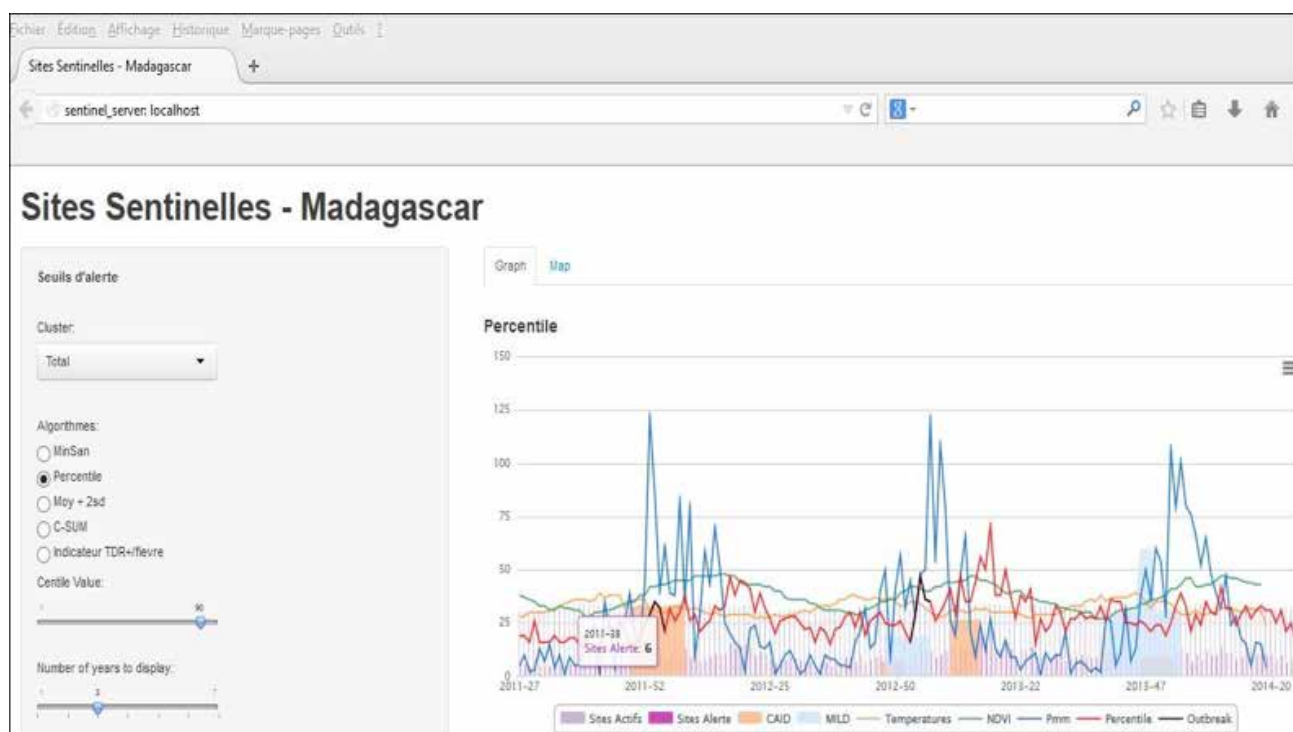 Fichier Édition Affichage Historique Marque-pages Outils ?
Sites Sentinelles - Madagascar +
sentinel_server: localhost
8
Sites Sentinelles - Madagascar
Seuils d'alerte
Cluster:
Total
Algorithmes:
MinSan
Percentile
Moy + 2sd
C-SUM
Indicateur TDR+/fievre
Centile Value:
90
Number of years to display:
3
Graph Map
Percentile
150
125
100
75
50
25
0
2011-38
Sites Alerte: 6
2011-27 2011-52 2012-25 2012-50 2013-22 2013-47 2014-20
Sites Actifs Sites Alerte CAID MILD Temperatures NDVI Pmm Percentile Outbreak